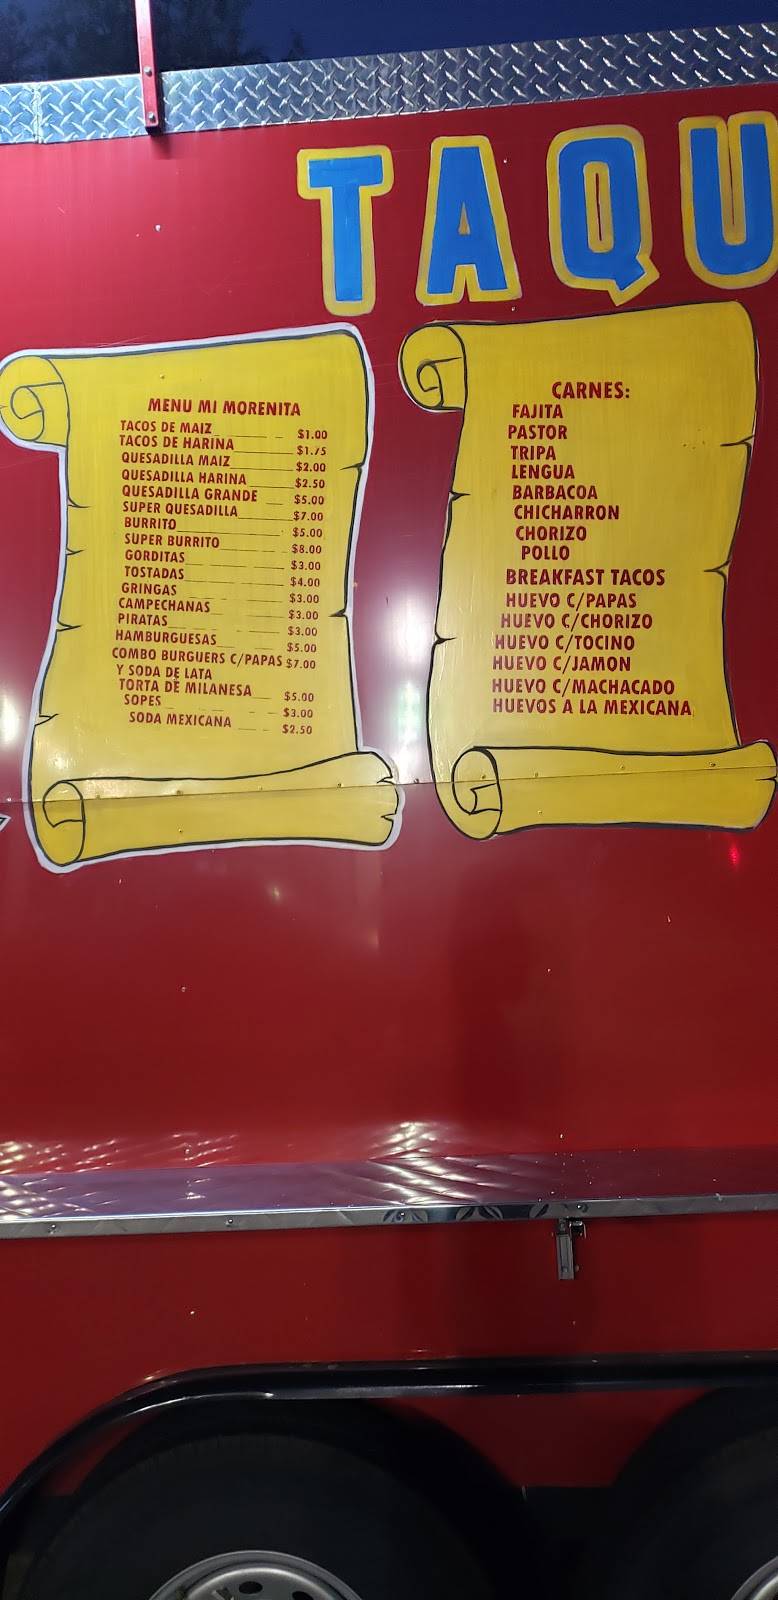 TAQU
MENU MI MORENITA
TACOS DE MAIZ $1.00
TACOS DE HARINA $1.75
QUESADILLA MAIZ $2.00
QUESADILLA HARINA $2.50
QUESADILLA GRANDE $5.00
SUPER QUESADILLA $7.00
BURRITO $5.00
SUPER BURRITO $8.00
GORDITAS $3.00
TOSTADAS $4.00
GRINGAS $3.00
CAMPECHANAS $3.00
PIRATAS $3.00
HAMBURGUESAS $5.00
COMBO BURGUERS C/PAPAS $7.00
Y SODA DE LATA
TORTA DE MILANESA $5.00
SOPES $3.00
SODA MEXICANA $2.50
CARNES:
FAJITA
PASTOR
TRIPA
LENGUA
BARBACOA
CHICHARRON
CHORIZO
POLLO
BREAKFAST TACOS
HUEVO C/PAPAS
HUEVO C/CHORIZO
HUEVO C/TOCINO
HUEVO C/JAMON
HUEVO C/MACHACADO
HUEVOS A LA MEXICANA